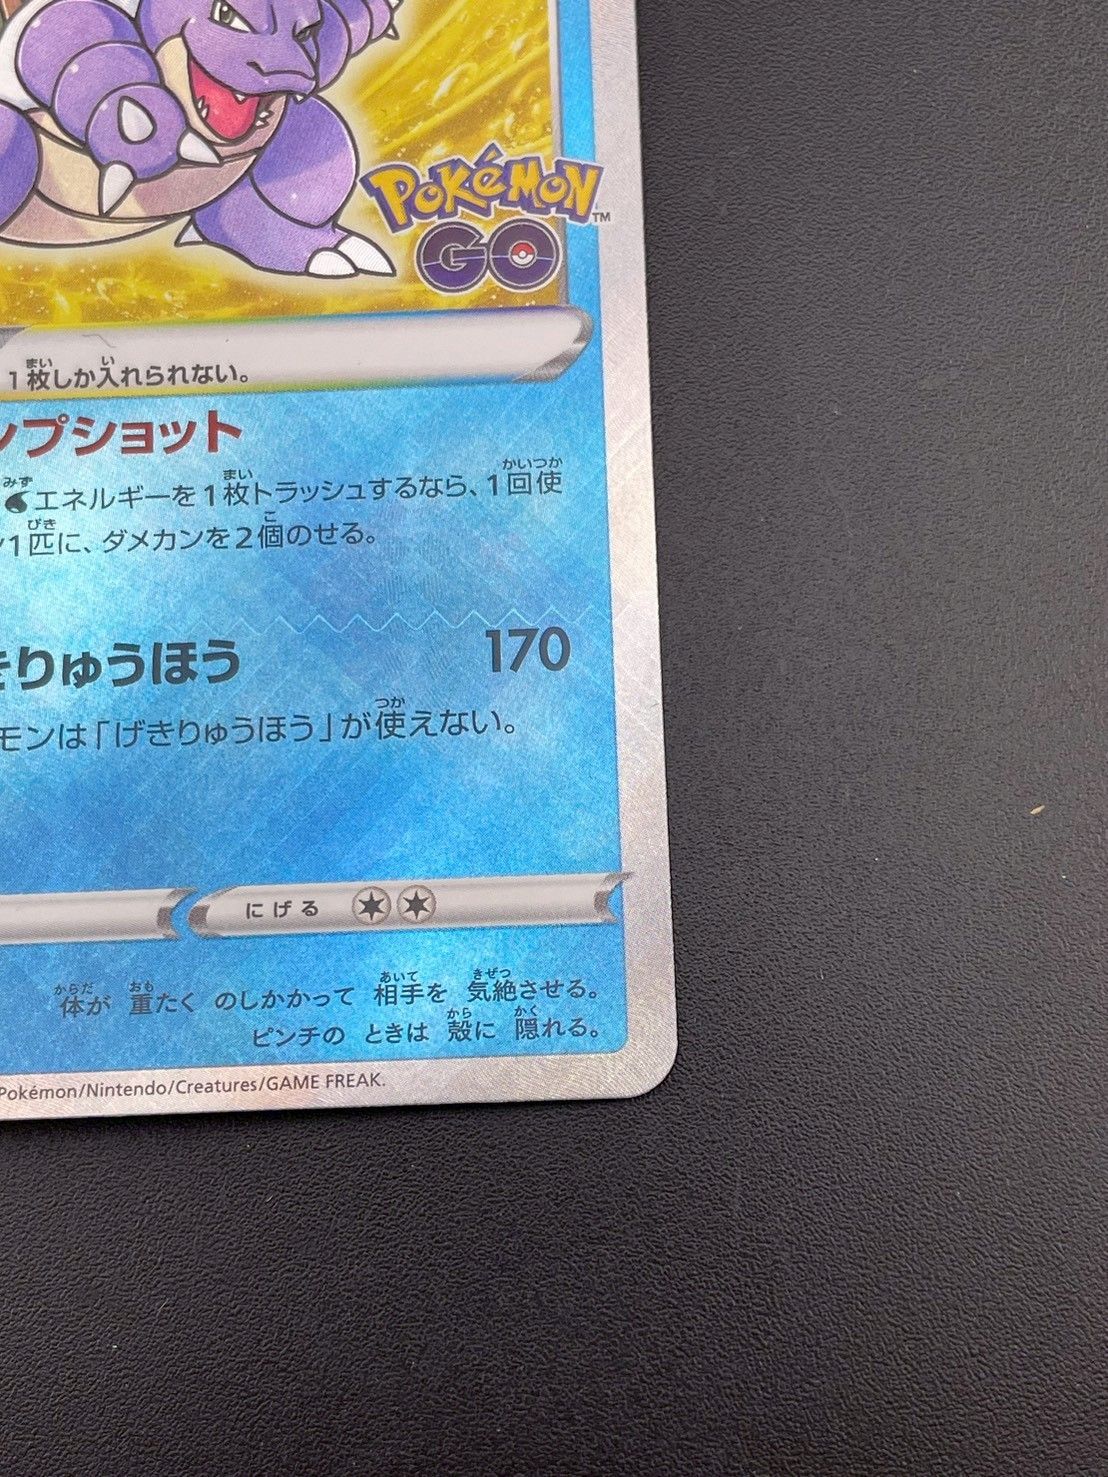 Pokémon
GO
TM
1枚しか入れられない。
プショット
エネルギーを1枚トラッシュするなら、1回使
1匹に、ダメカンを2個のせる。
きりゅうほう 170
モンは「げきりゅうほう」が使えない。
にげる
体が 重たく のしかかって 相手を 気絶させる。
ピンチの ときは 殻に 隠れる。
Pokémon/Nintendo/Creatures/GAME FREAK.